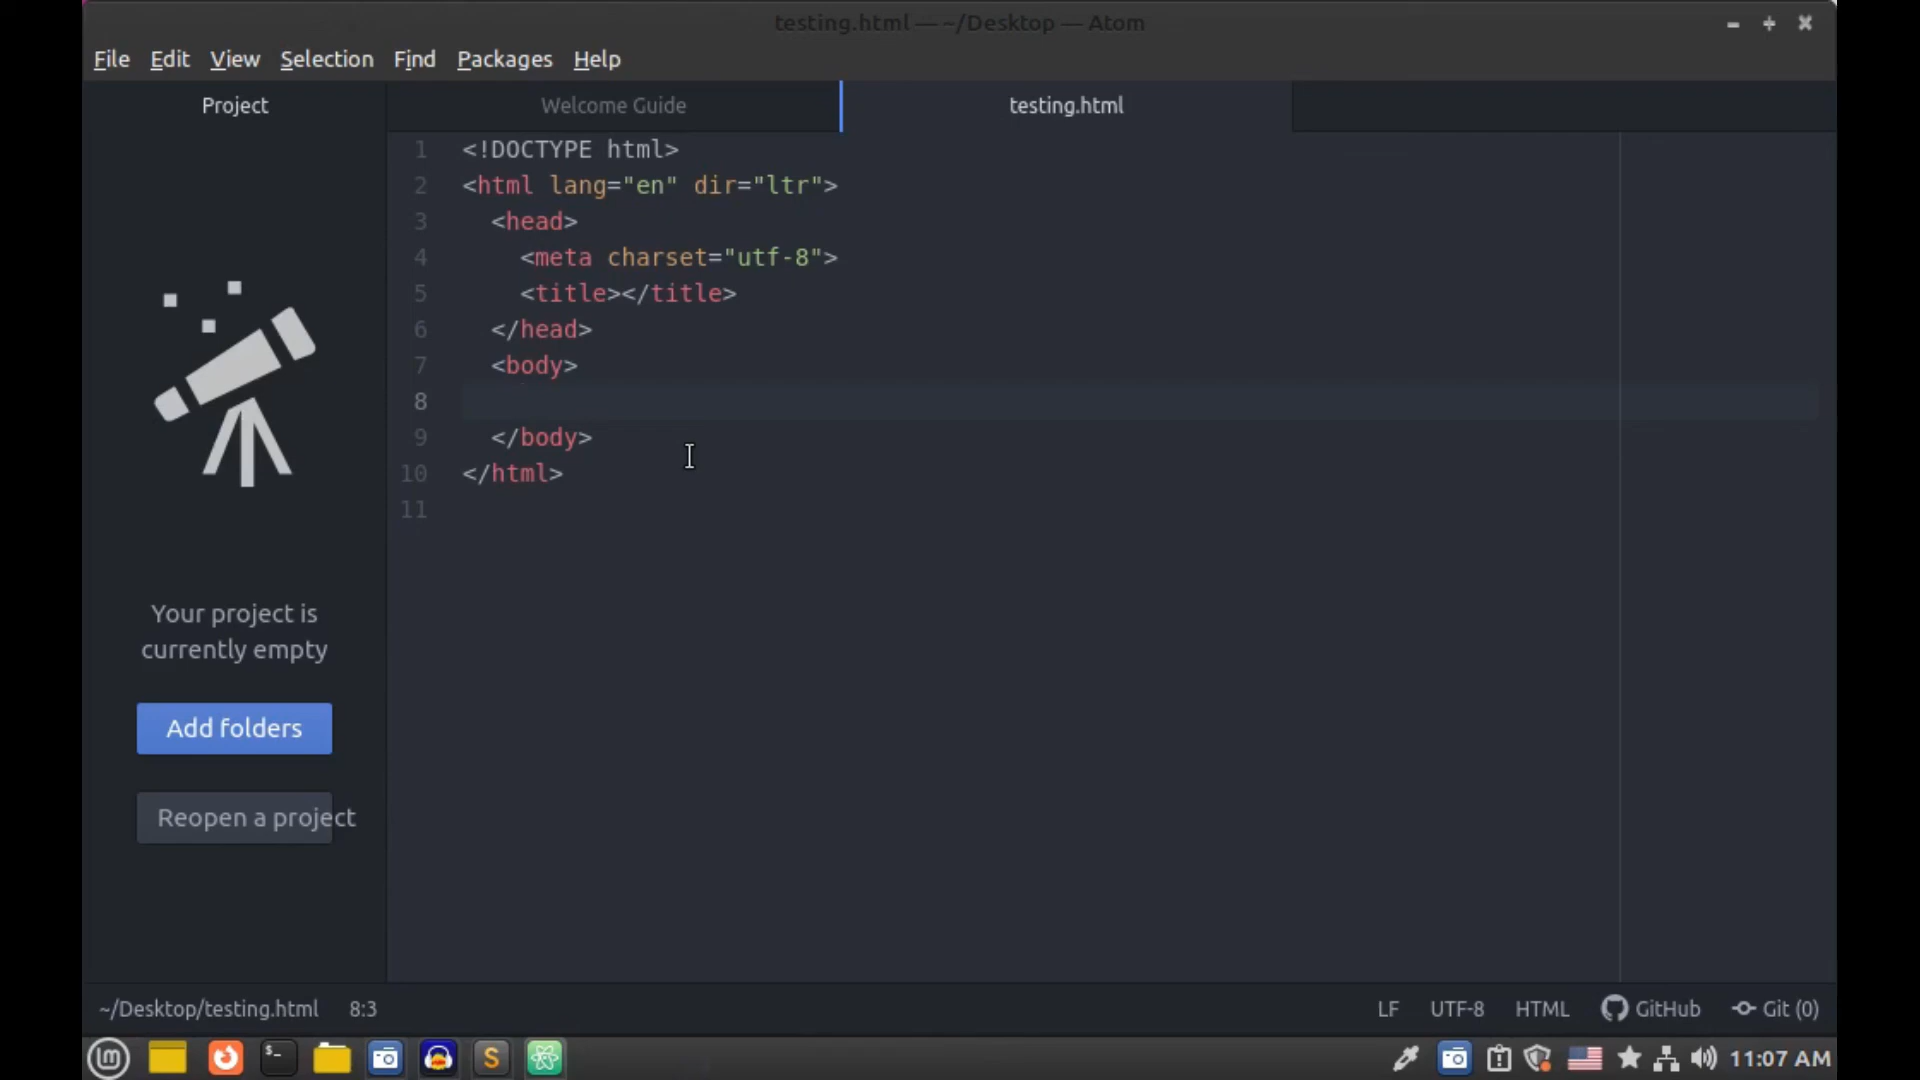 testing.html — ~/Desktop — Atom
File Edit View Selection Find Packages Help
Project
Welcome Guide
testing.html
1 <!DOCTYPE html>
2 <html lang="en" dir="ltr">
3 <head>
4 <meta charset="utf-8">
5 <title></title>
6 </head>
7 <body>
8
9 </body>
10 </html>
11
Your project is
currently empty
Add folders
Reopen a project
~/Desktop/testing.html 8:3 LF UTF-8 HTML GitHub Git (0)
11:07 AM